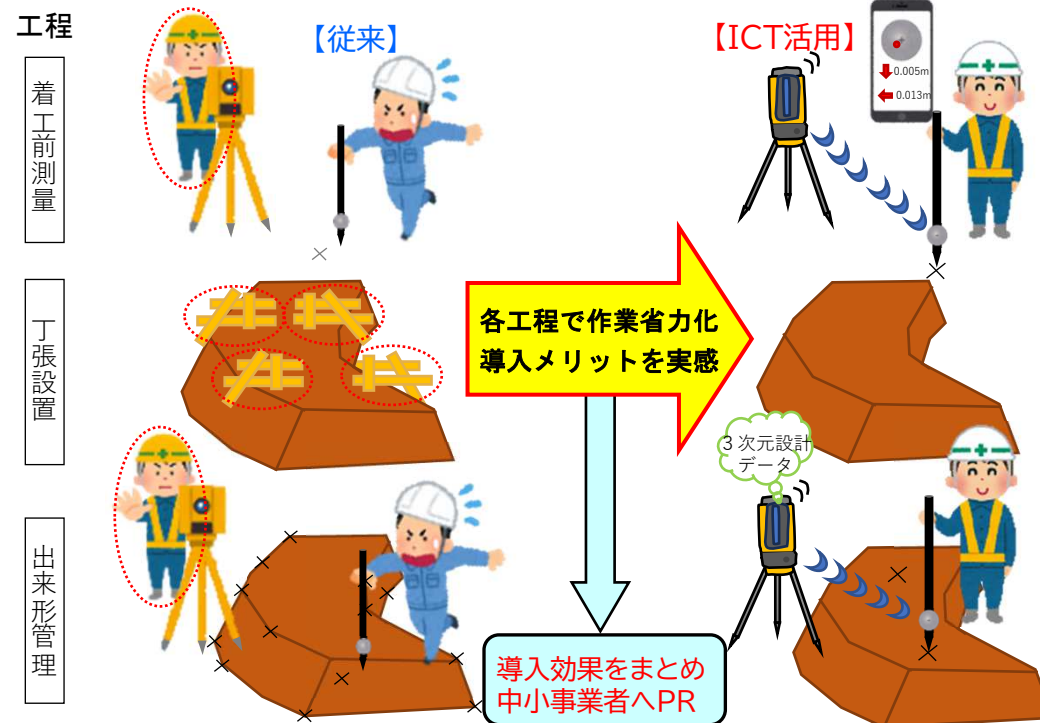 工程
【従来】
【ICT活用】
0.005m
0.013m
着工前測量
各工程で作業省力化
導入メリットを実感
丁張設置
3次元設計
データ
出来形管理
導入効果をまとめ
中小事業者へPR